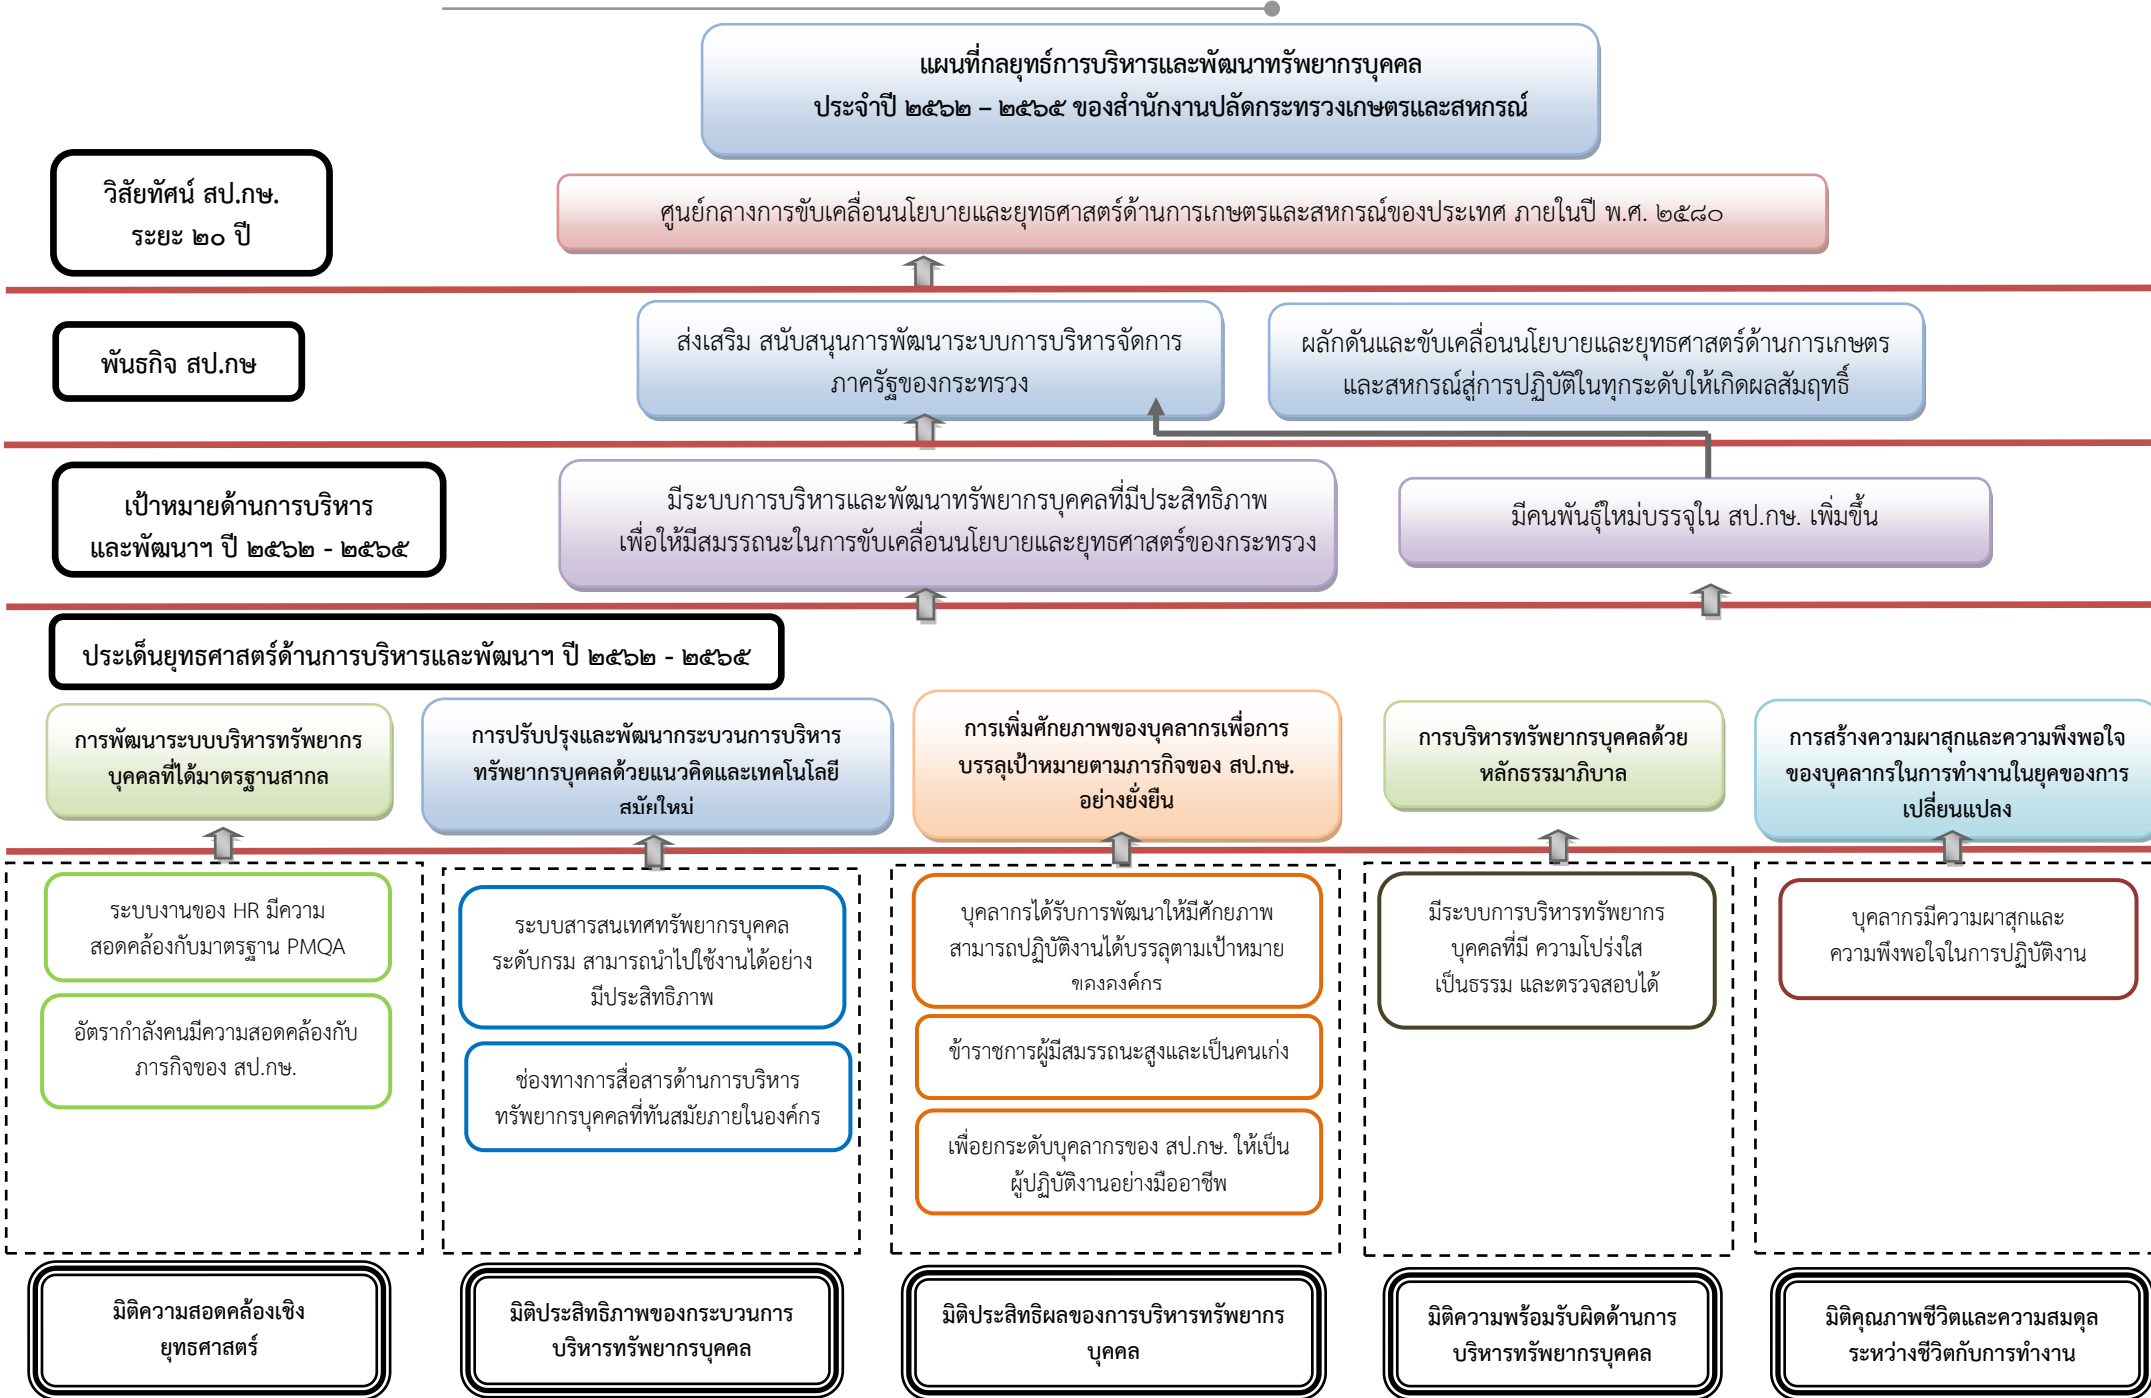 แผนที่กลยุทธ์การบริหารและพัฒนาทรัพยากรบุคคล
ประจำปี ๒๕๖๒ – ๒๕๖๕ ของสำนักงานปลัดกระทรวงเกษตรและสหกรณ์
วิสัยทัศน์ สป.กษ.
ระยะ ๒๐ ปี
ศูนย์กลางการขับเคลื่อนนโยบายและยุทธศาสตร์ด้านการเกษตรและสหกรณ์ของประเทศ ภายในปี พ.ศ. ๒๕๘๐
พันธกิจ สป.กษ
ส่งเสริม สนับสนุนการพัฒนาระบบการบริหารจัดการ
ภาครัฐของกระทรวง
ผลักดันและขับเคลื่อนนโยบายและยุทธศาสตร์ด้านการเกษตร
และสหกรณ์สู่การปฏิบัติในทุกระดับให้เกิดผลสัมฤทธิ์
เป้าหมายด้านการบริหาร
และพัฒนาฯ ปี ๒๕๖๒ - ๒๕๖๕
มีระบบการบริหารและพัฒนาทรัพยากรบุคคลที่มีประสิทธิภาพ
เพื่อให้มีสมรรถนะในการขับเคลื่อนนโยบายและยุทธศาสตร์ของกระทรวง
มีคนพันธุ์ใหม่บรรจุใน สป.กษ. เพิ่มขึ้น
ประเด็นยุทธศาสตร์ด้านการบริหารและพัฒนาฯ ปี ๒๕๖๒ - ๒๕๖๕
การพัฒนาระบบบริหารทรัพยากร
บุคคลที่ได้มาตรฐานสากล
การปรับปรุงและพัฒนากระบวนการบริหาร
ทรัพยากรบุคคลด้วยแนวคิดและเทคโนโลยี
สมัยใหม่
การเพิ่มศักยภาพของบุคลากรเพื่อการ
บรรลุเป้าหมายตามภารกิจของ สป.กษ.
อย่างยั่งยืน
การบริหารทรัพยากรบุคคลด้วย
หลักธรรมาภิบาล
การสร้างความผาสุกและความพึงพอใจ
ของบุคลากรในการทำงานในยุคของการ
เปลี่ยนแปลง
ระบบงานของ HR มีความ
สอดคล้องกับมาตรฐาน PMQA
อัตรากำลังคนมีความสอดคล้องกับ
ภารกิจของ สป.กษ.
ระบบสารสนเทศทรัพยากรบุคคล
ระดับกรม สามารถนำไปใช้งานได้อย่าง
มีประสิทธิภาพ
ช่องทางการสื่อสารด้านการบริหาร
ทรัพยากรบุคคลที่ทันสมัยภายในองค์กร
บุคลากรได้รับการพัฒนาให้มีศักยภาพ
สามารถปฏิบัติงานได้บรรลุตามเป้าหมาย
ขององค์กร
ข้าราชการผู้มีสมรรถนะสูงและเป็นคนเก่ง
เพื่อยกระดับบุคลากรของ สป.กษ. ให้เป็น
ผู้ปฏิบัติงานอย่างมืออาชีพ
มีระบบการบริหารทรัพยากร
บุคคลที่มี ความโปร่งใส
เป็นธรรม และตรวจสอบได้
บุคลากรมีความผาสุกและ
ความพึงพอใจในการปฏิบัติงาน
มิติความสอดคล้องเชิง
ยุทธศาสตร์
มิติประสิทธิภาพของกระบวนการ
บริหารทรัพยากรบุคคล
มิติประสิทธิผลของการบริหารทรัพยากร
บุคคล
มิติความพร้อมรับผิดด้านการ
บริหารทรัพยากรบุคคล
มิติคุณภาพชีวิตและความสมดุล
ระหว่างชีวิตกับการทำงาน